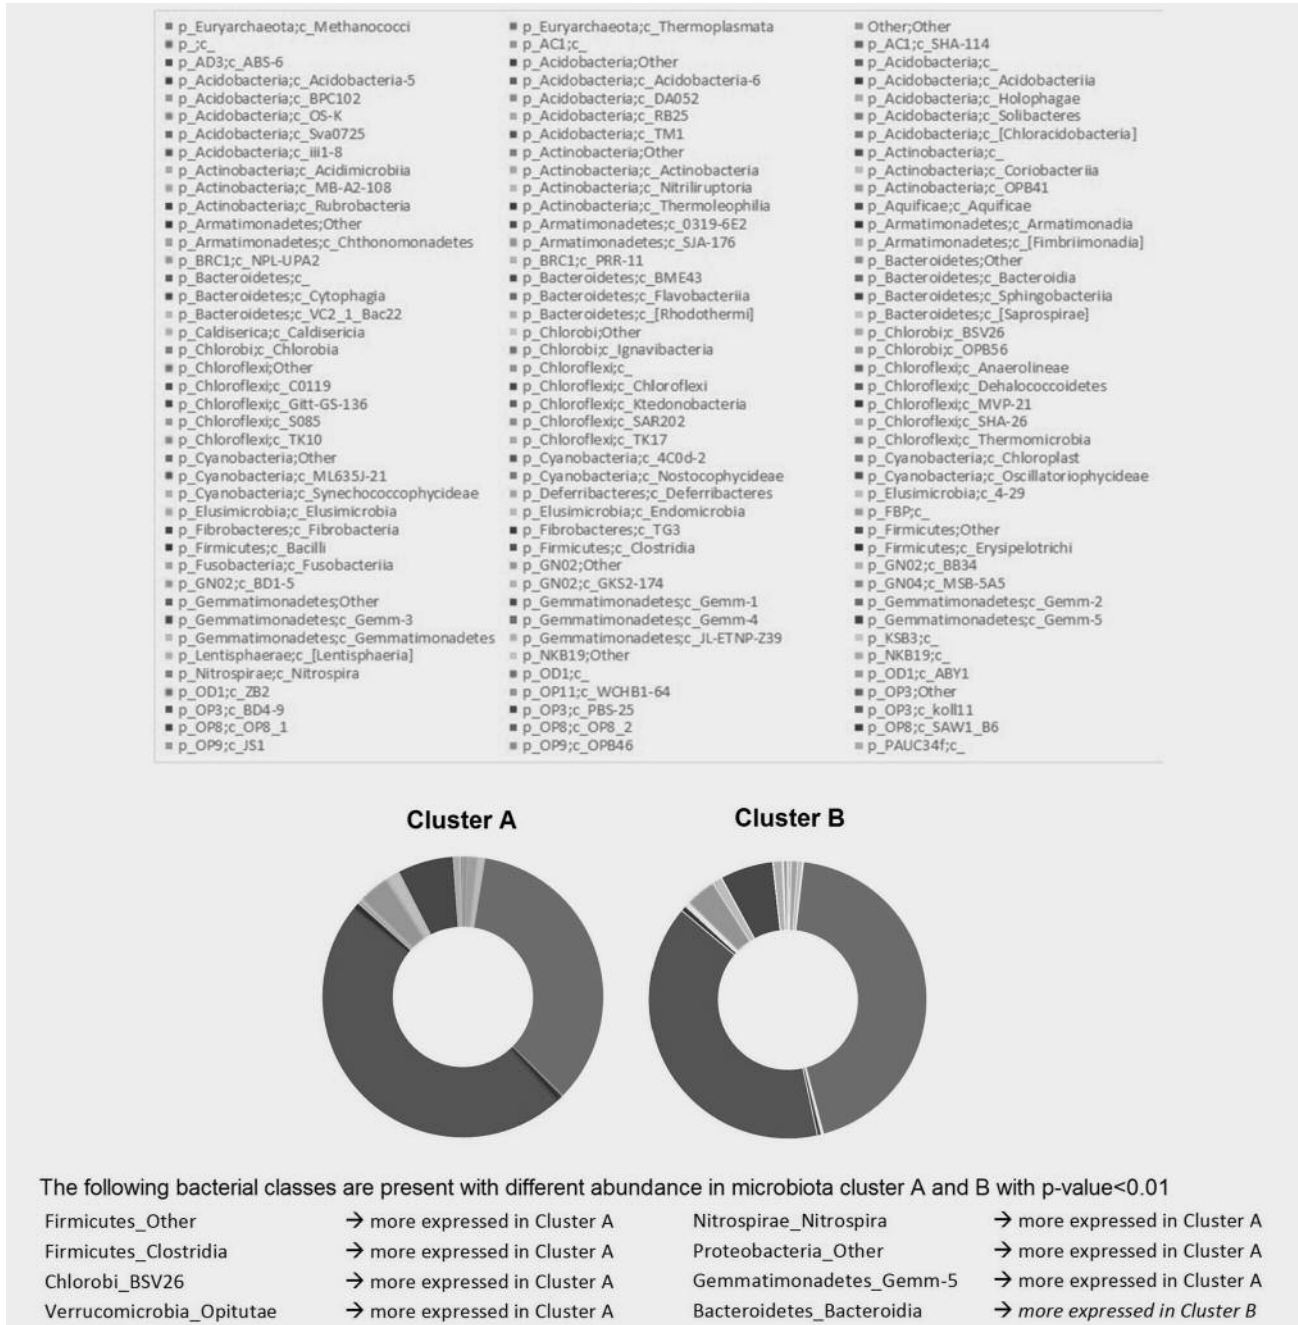 p_Euryarchaeota;c_Methanococci p_Euryarchaeota;c_Thermoplasmata Other;Other
p_;c_ p_AC1;c_ p_AC1;c_SHA-114
p_AD3;c_ABS-6 p_Acidobacteria;Other p_Acidobacteria;c_
p_Acidobacteria;c_Acidobacteria-5 p_Acidobacteria;c_Acidobacteria-6 p_Acidobacteria;c_Acidobacteriia
p_Acidobacteria;c_BPC102 p_Acidobacteria;c_DA052 p_Acidobacteria;c_Holophagae
p_Acidobacteria;c_OS-K p_Acidobacteria;c_RB25 p_Acidobacteria;c_Solibacteres
p_Acidobacteria;c_Sva0725 p_Acidobacteria;c_TM1 p_Acidobacteria;c_[Chloracidobacteria]
p_Acidobacteria;c_iii1-8 p_Actinobacteria;Other p_Actinobacteria;c_
p_Actinobacteria;c_Acidimicrobiia p_Actinobacteria;c_Actinobacteria p_Actinobacteria;c_Coriobacteriia
p_Actinobacteria;c_MB-A2-108 p_Actinobacteria;c_Nitriliruptoria p_Actinobacteria;c_OPB41
p_Actinobacteria;c_Rubrobacteria p_Actinobacteria;c_Thermoleophilia p_Aquificae;c_Aquificae
p_Armatimonadetes;Other p_Armatimonadetes;c_0319-6E2 p_Armatimonadetes;c_Armatimonadia
p_Armatimonadetes;c_Chthonomonadetes p_Armatimonadetes;c_SJA-176 p_Armatimonadetes;c_[Fimbriimonadia]
p_BRC1;c_NPL-UPA2 p_BRC1;c_PRR-11 p_Bacteroidetes;Other
p_Bacteroidetes;c_ p_Bacteroidetes;c_BME43 p_Bacteroidetes;c_Bacteroidia
p_Bacteroidetes;c_Cytophagia p_Bacteroidetes;c_Flavobacteriia p_Bacteroidetes;c_Sphingobacteriia
p_Bacteroidetes;c_VC2_1_Bac22 p_Bacteroidetes;c_[Rhodothermi] p_Bacteroidetes;c_[Saprospirae]
p_Caldiserica;c_Caldisericia p_Chlorobi;Other p_Chlorobi;c_BSV26
p_Chlorobi;c_Chlorobia p_Chlorobi;c_Ignavibacteria p_Chlorobi;c_OPB56
p_Chloroflexi;Other p_Chloroflexi;c_ p_Chloroflexi;c_Anaerolineae
p_Chloroflexi;c_C0119 p_Chloroflexi;c_Chloroflexi p_Chloroflexi;c_Dehalococcoidetes
p_Chloroflexi;c_Gitt-GS-136 p_Chloroflexi;c_Ktedonobacteria p_Chloroflexi;c_MVP-21
p_Chloroflexi;c_S085 p_Chloroflexi;c_SAR202 p_Chloroflexi;c_SHA-26
p_Chloroflexi;c_TK10 p_Chloroflexi;c_TK17 p_Chloroflexi;c_Thermomicrobia
p_Cyanobacteria;Other p_Cyanobacteria;c_4C0d-2 p_Cyanobacteria;c_Chloroplast
p_Cyanobacteria;c_ML635J-21 p_Cyanobacteria;c_Nostocophycideae p_Cyanobacteria;c_Oscillatoriophycideae
p_Cyanobacteria;c_Synechococcophycideae p_Deferribacteres;c_Deferribacteres p_Elusimicrobia;c_4-29
p_Elusimicrobia;c_Elusimicrobia p_Elusimicrobia;c_Endomicrobia p_FBP;c_
p_Fibrobacteres;c_Fibrobacteria p_Fibrobacteres;c_TG3 p_Firmicutes;Other
p_Firmicutes;c_Bacilli p_Firmicutes;c_Clostridia p_Firmicutes;c_Erysipelotrichi
p_Fusobacteria;c_Fusobacteriia p_GN02;Other p_GN02;c_BB34
p_GN02;c_BD1-5 p_GN02;c_GKS2-174 p_GN04;c_MSB-5A5
p_Gemmatimonadetes;Other p_Gemmatimonadetes;c_Gemm-1 p_Gemmatimonadetes;c_Gemm-2
p_Gemmatimonadetes;c_Gemm-3 p_Gemmatimonadetes;c_Gemm-4 p_Gemmatimonadetes;c_Gemm-5
p_Gemmatimonadetes;c_Gemmatimonadetes p_Gemmatimonadetes;c_JL-ETNP-Z39 p_KSB3;c_
p_Lentisphaerae;c_[Lentisphaeria] p_NKB19;Other p_NKB19;c_
p_Nitrospirae;c_Nitrospira p_OD1;c_ p_OD1;c_ABY1
p_OD1;c_ZB2 p_OP11;c_WCHB1-64 p_OP3;Other
p_OP3;c_BD4-9 p_OP3;c_PBS-25 p_OP3;c_koll11
p_OP8;c_OP8_1 p_OP8;c_OP8_2 p_OP8;c_SAW1_B6
p_OP9;c_JS1 p_OP9;c_OPB46 p_PAUC34f;c_
Cluster A Cluster B
The following bacterial classes are present with different abundance in microbiota cluster A and B with p-value<0.01
Firmicutes_Other → more expressed in Cluster A Nitrospirae_Nitrospira → more expressed in Cluster A
Firmicutes_Clostridia → more expressed in Cluster A Proteobacteria_Other → more expressed in Cluster A
Chlorobi_BSV26 → more expressed in Cluster A Gemmatimonadetes_Gemm-5 → more expressed in Cluster A
Verrucomicrobia_Opitutae → more expressed in Cluster A Bacteroidetes_Bacteroidia → more expressed in Cluster B